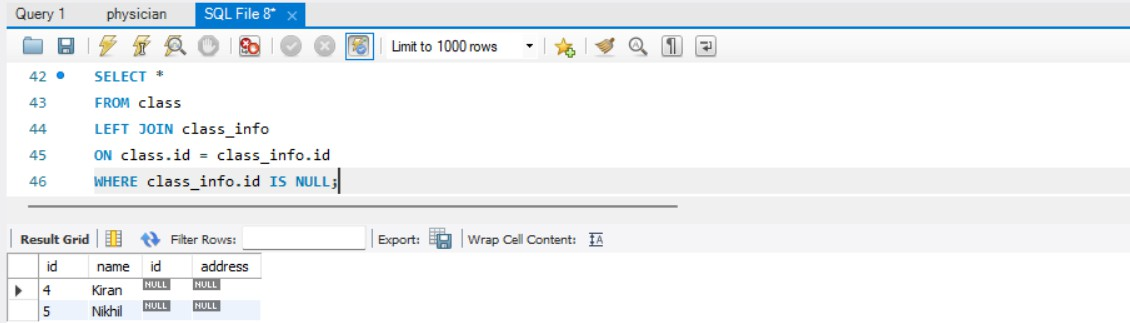 Query 1 physician SQL File 8* ×
Limit to 1000 rows
42 SELECT *
43 FROM class
44 LEFT JOIN class_info
45 ON class.id = class_info.id
46 WHERE class_info.id IS NULL;
Result Grid Filter Rows: Export: Wrap Cell Content: IA
id name id address
4 Kiran NULL NULL
5 Nikhil NULL NULL